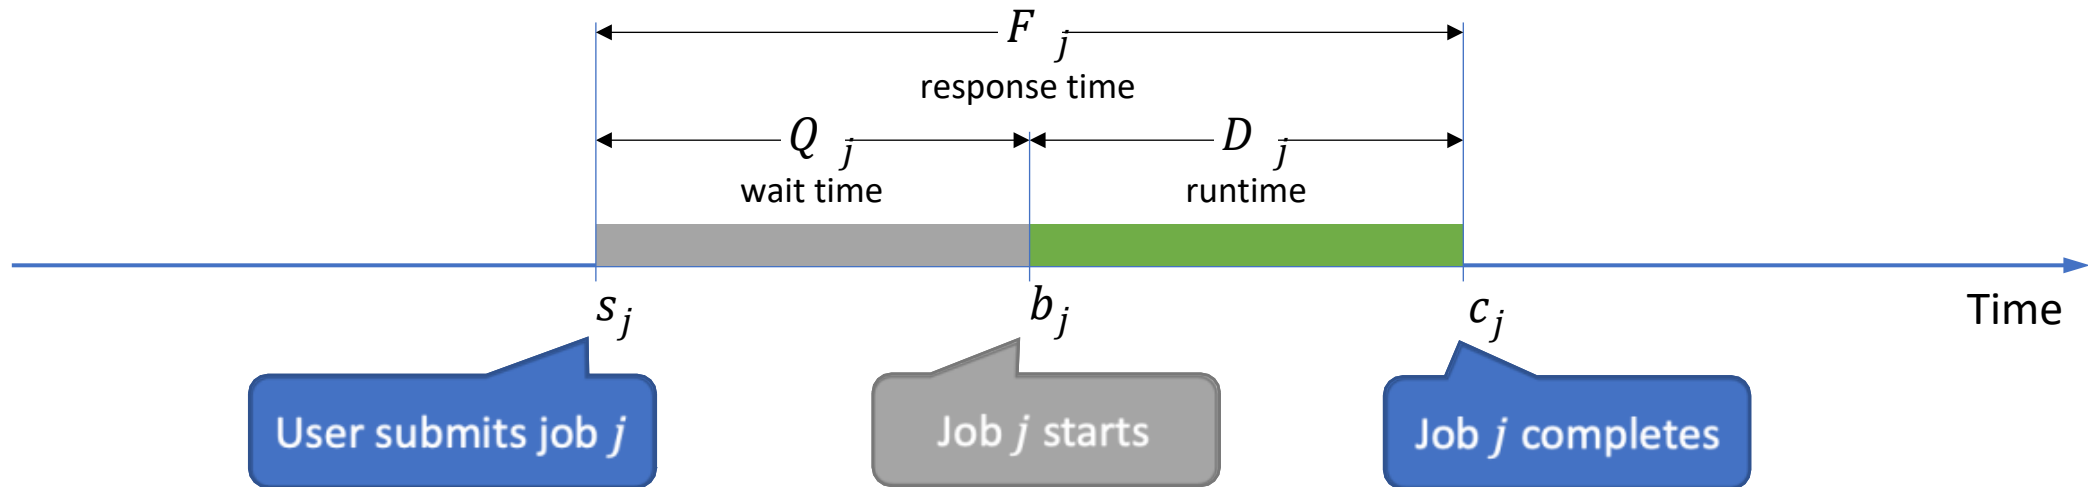 F j
response time
Q j D j
wait time runtime
s j b j c j Time
User submits job j Job j starts Job j completes